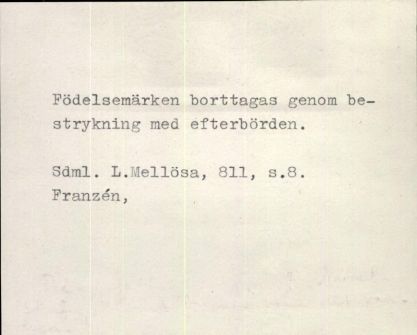 Födelsemärken borttagas genom be-
strykning med efterbörden.
Sdml. L.Mellösa, 811, s.8.
Franzén,